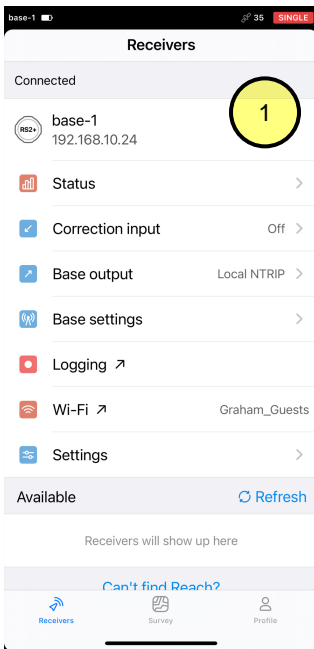 base-1 35 SINGLE
Receivers
Connected
1
RS2+ base-1
192.168.10.24
Status
Correction input Off
Base output Local NTRIP
Base settings
Logging
Wi-Fi Graham_Guests
Settings
Available Refresh
Receivers will show up here
Can't find Reach?
Receivers Survey Profile